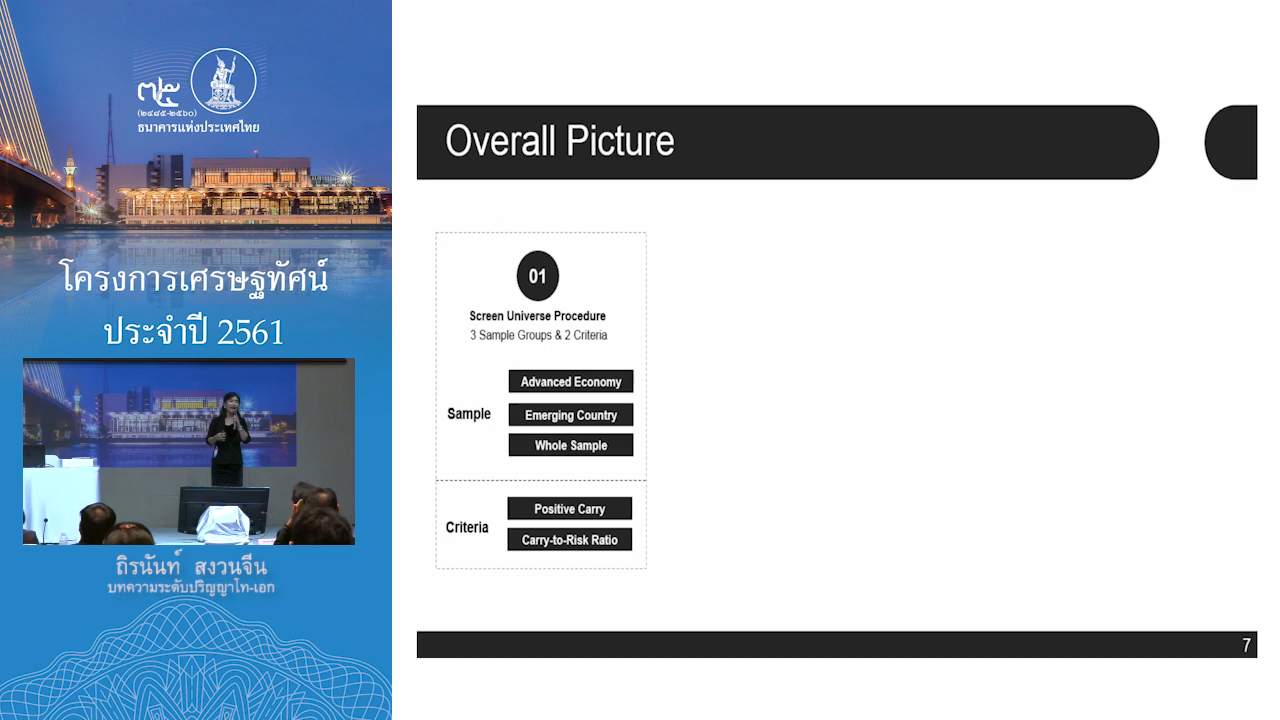 ๗๕
(๒๔๘๕-๒๕๖๐)
ธนาคารแห่งประเทศไทย
โครงการเศรษฐทัศน์
ประจำปี 2561
ถิรนันท์ สงวนจีน
บทความระดับปริญญาโท-เอก
Overall Picture
01
Screen Universe Procedure
3 Sample Groups & 2 Criteria
Sample
Advanced Economy
Emerging Country
Whole Sample
Criteria
Positive Carry
Carry-to-Risk Ratio
7